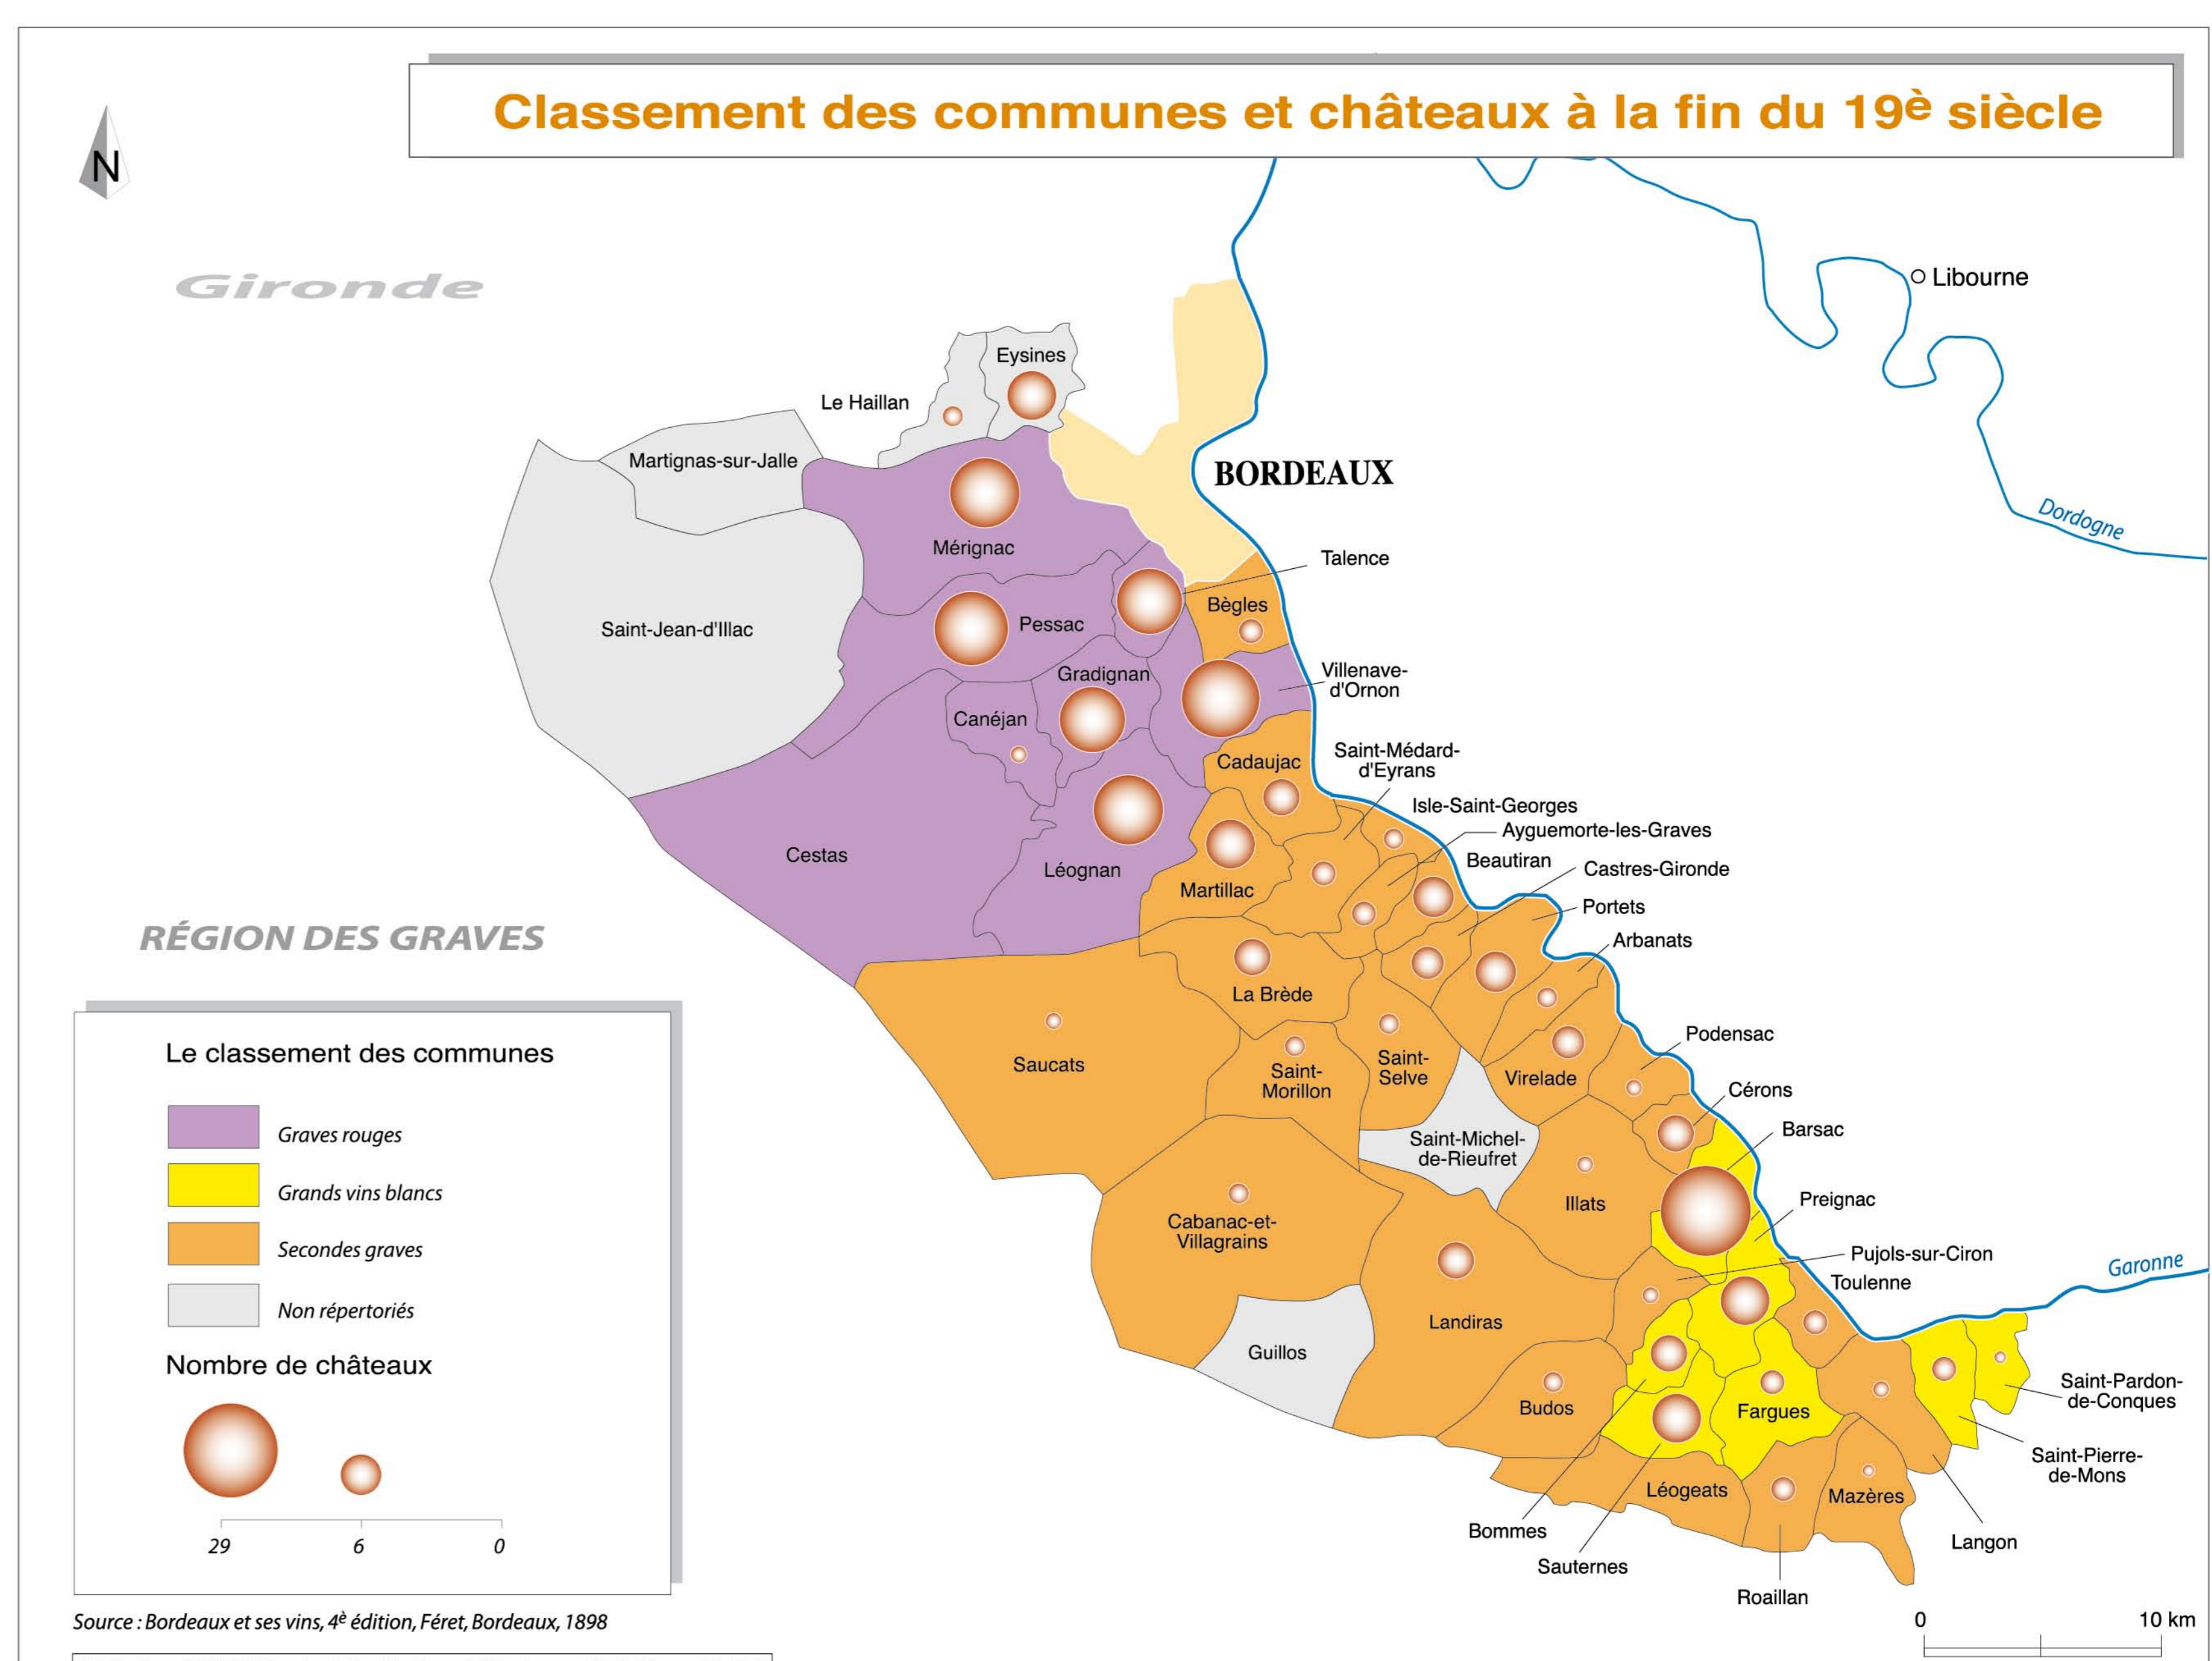 Classement des communes et châteaux à la fin du 19è siècle
N
Gironde
Libourne
Eysines
Le Haillan
Martignas-sur-Jalle
BORDEAUX
Dordogne
Mérignac
Talence
Bègles
Pessac
Saint-Jean-d'Illac
Gradignan
Villenave-
d'Ornon
Canéjan
Cadaujac
Saint-Médard-
d'Eyrans
Isle-Saint-Georges
Ayguemorte-les-Graves
Cestas
Léognan
Beautiran
Castres-Gironde
Martillac
Portets
Arbanats
La Brède
Saucats
Saint-
Morillon
Saint-
Selve
Virelade
Podensac
Cérons
Barsac
Saint-Michel-
de-Rieufret
Illats
Preignac
Cabanac-et-
Villagrains
Pujols-sur-Ciron
Toulenne
Garonne
Landiras
Guillos
Budos
Fargues
Saint-Pardon-
de-Conques
Saint-Pierre-
de-Mons
Léogeats
Mazères
Bommes
Sauternes
Langon
Roaillan
0 10 km
RÉGION DES GRAVES
Le classement des communes
Graves rouges
Grands vins blancs
Secondes graves
Non répertoriés
Nombre de châteaux
29 6 0
Source : Bordeaux et ses vins, 4è édition, Féret, Bordeaux, 1898